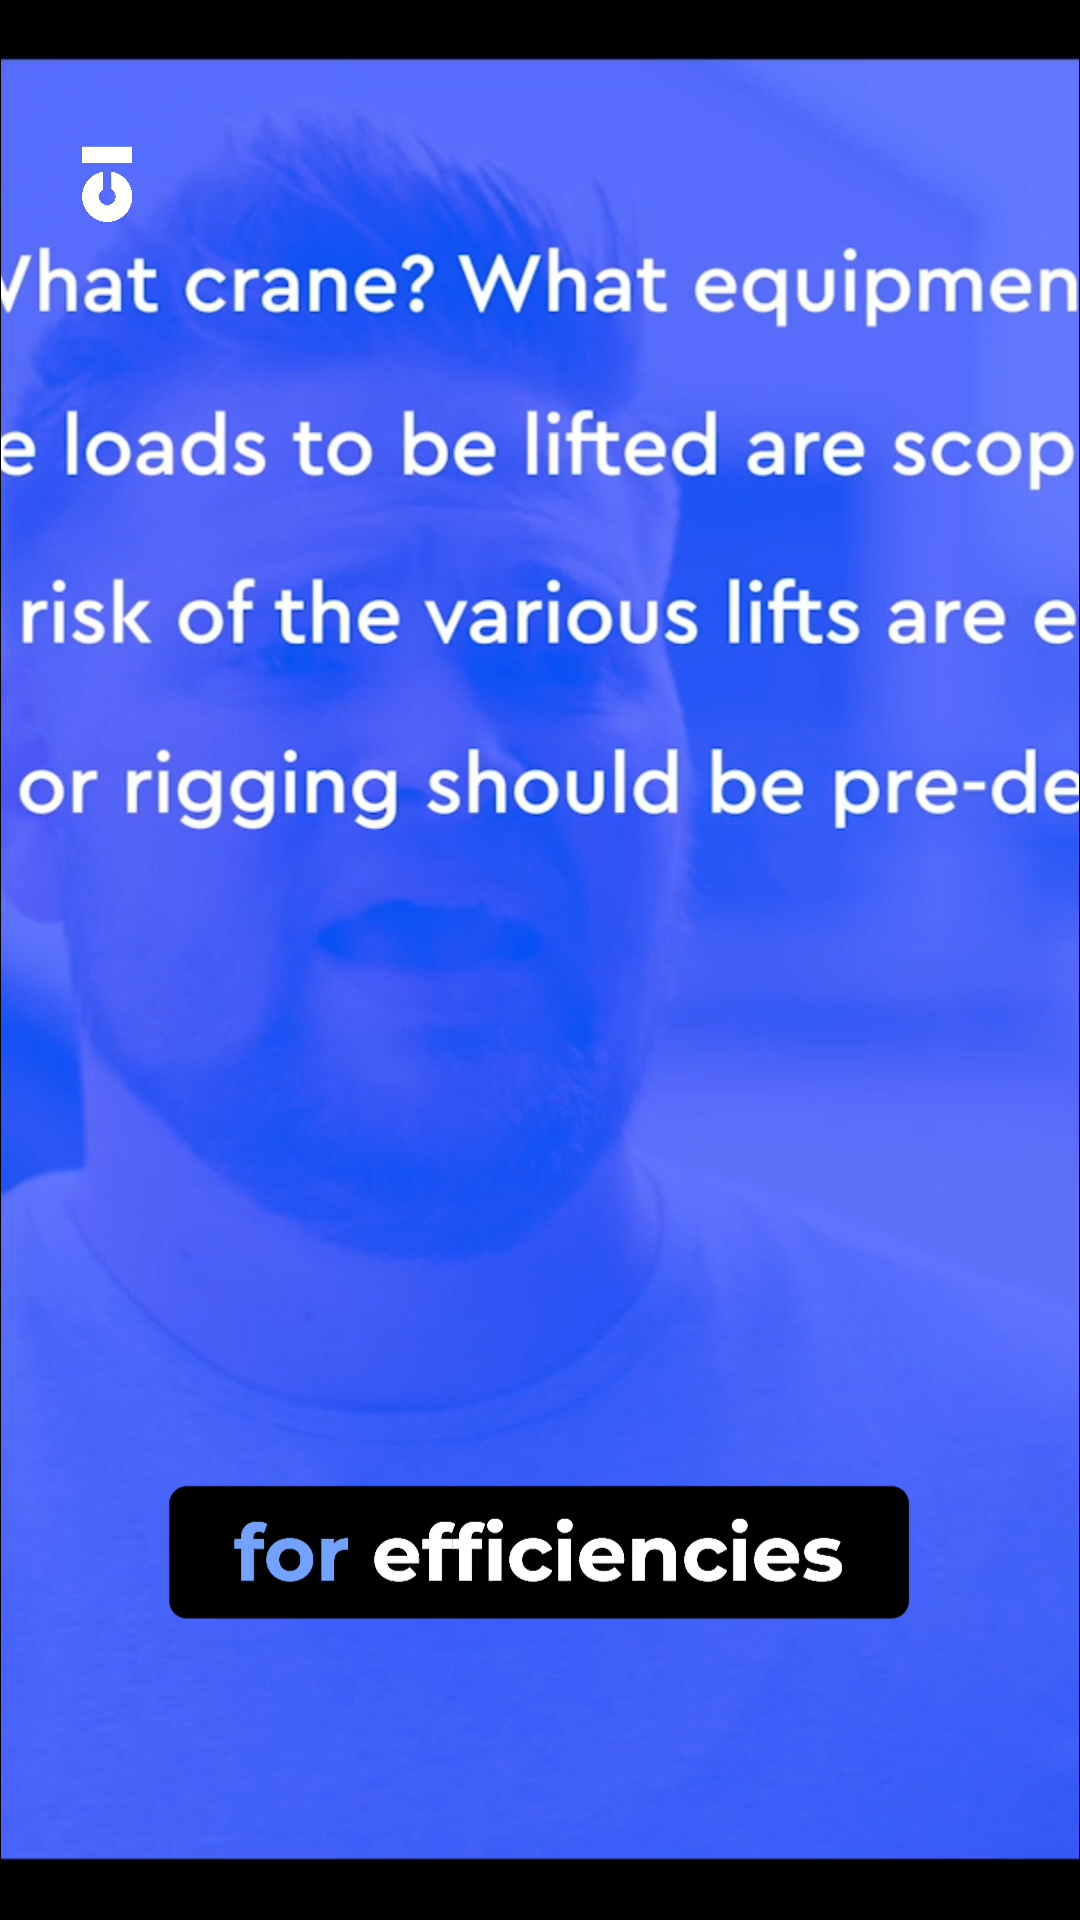 What crane? What equipmen
e loads to be lifted are scop
risk of the various lifts are e
or rigging should be pre-de
for efficiencies